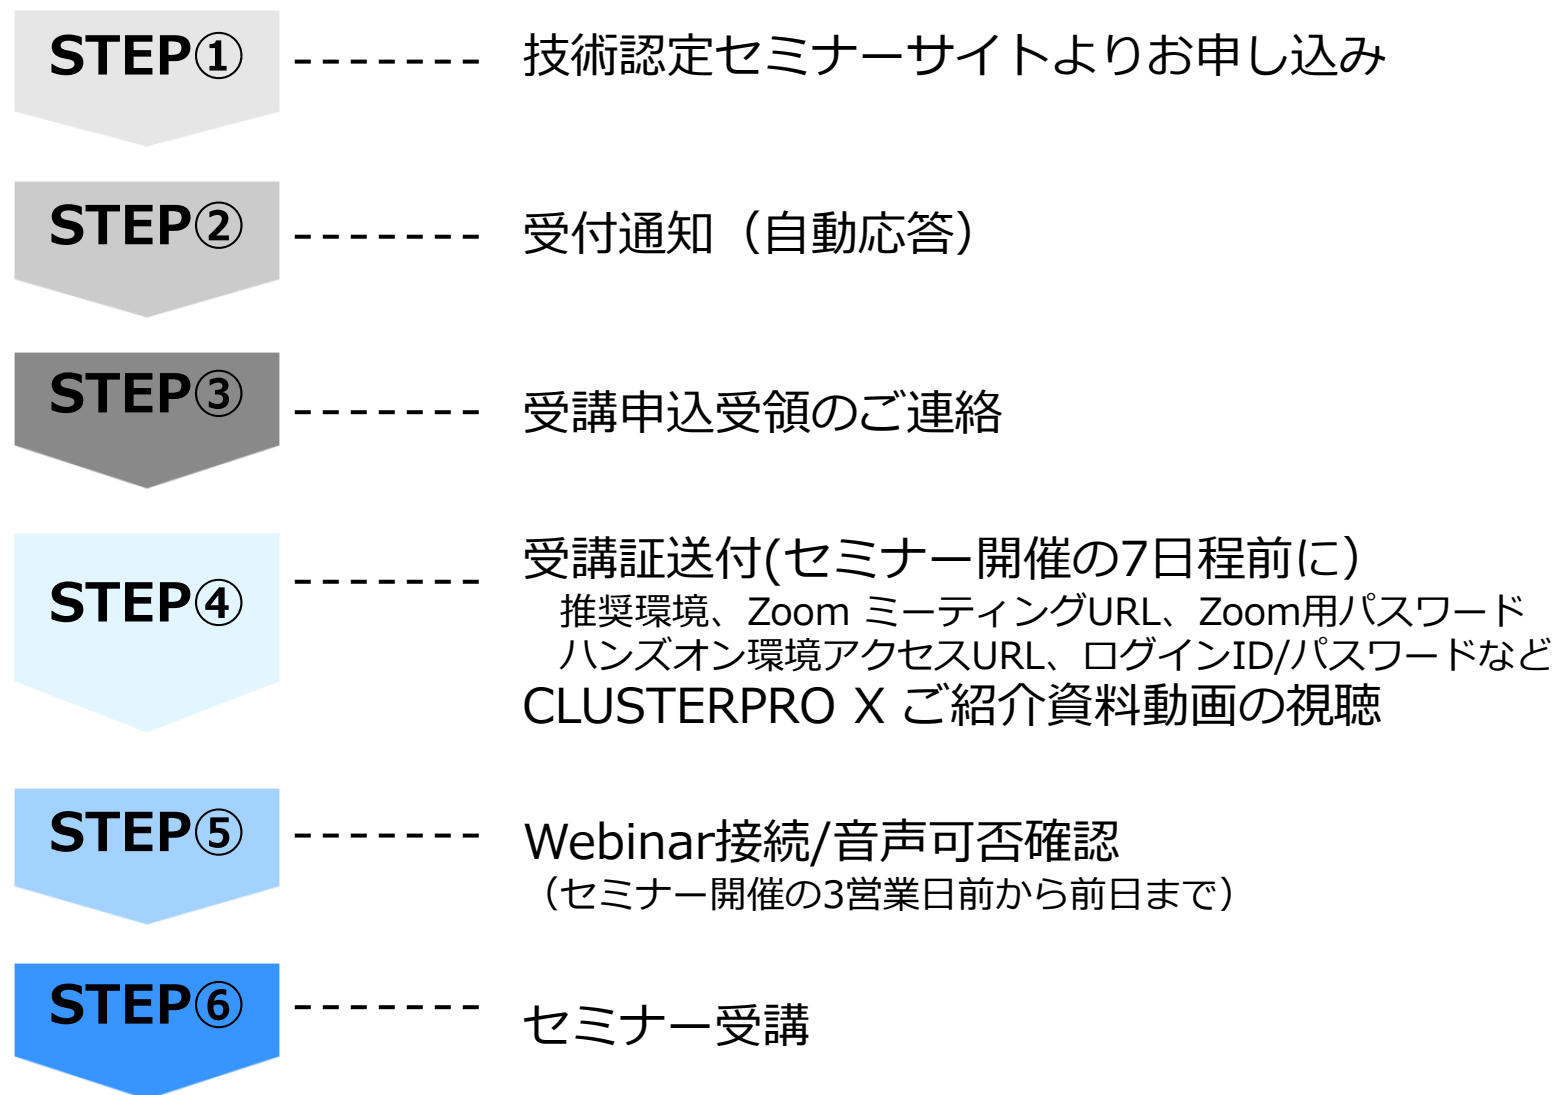 STEP① ------- 技術認定セミナーサイトよりお申し込み
STEP② ------- 受付通知（自動応答）
STEP③ ------- 受講申込受領のご連絡
STEP④ ------- 受講証送付(セミナー開催の7日程前に）
推奨環境、Zoom ミーティングURL、Zoom用パスワード
ハンズオン環境アクセスURL、ログインID/パスワードなど
CLUSTERPRO X ご紹介資料動画の視聴
STEP⑤ ------- Webinar接続/音声可否確認
（セミナー開催の3営業日前から前日まで）
STEP⑥ ------- セミナー受講